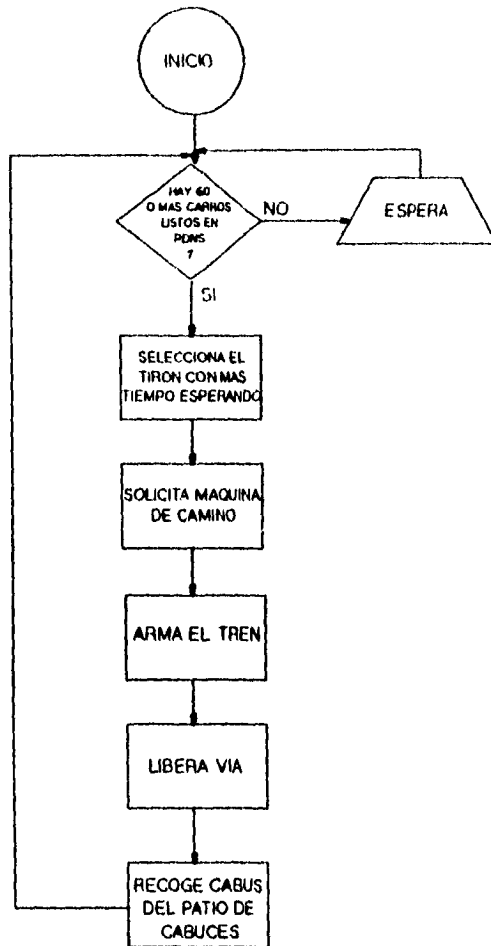 INICIO
HAY 60
O MAS CARROS
LISTOS EN
PDNS
?
NO
ESPERA
SI
SELECCIONA EL
TIRON CON MAS
TIEMPO ESPERANDO
SOLICITA MAQUINA
DE CAMINO
ARMA EL TREN
LIBERA VIA
RECOGE CABUS
DEL PATIO DE
CABUCES